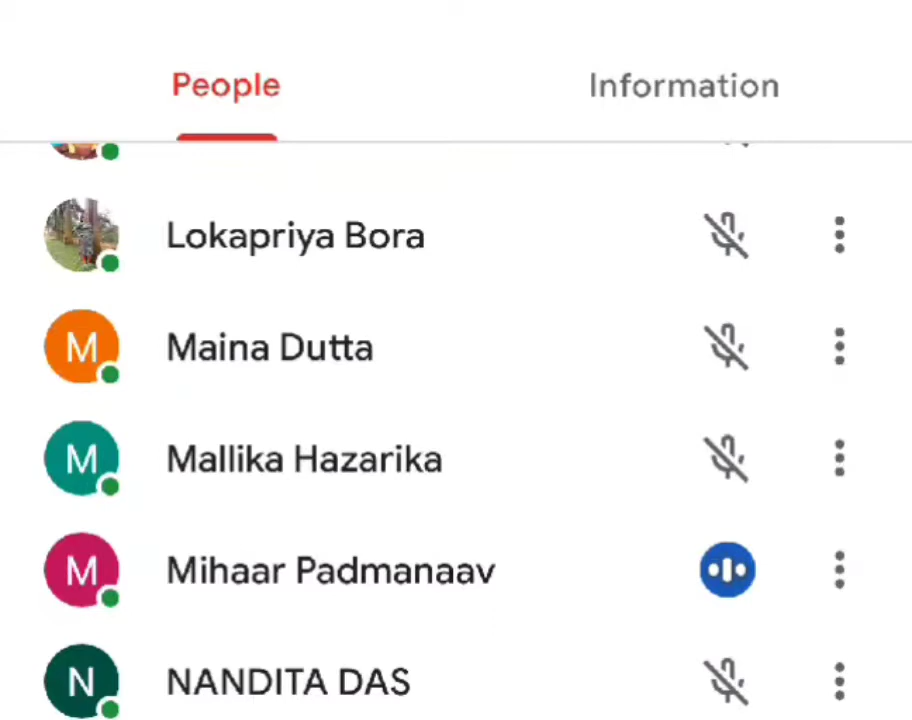 People Information
Lokapriya Bora
M Maina Dutta
M Mallika Hazarika
M Mihaar Padmanaav
N NANDITA DAS